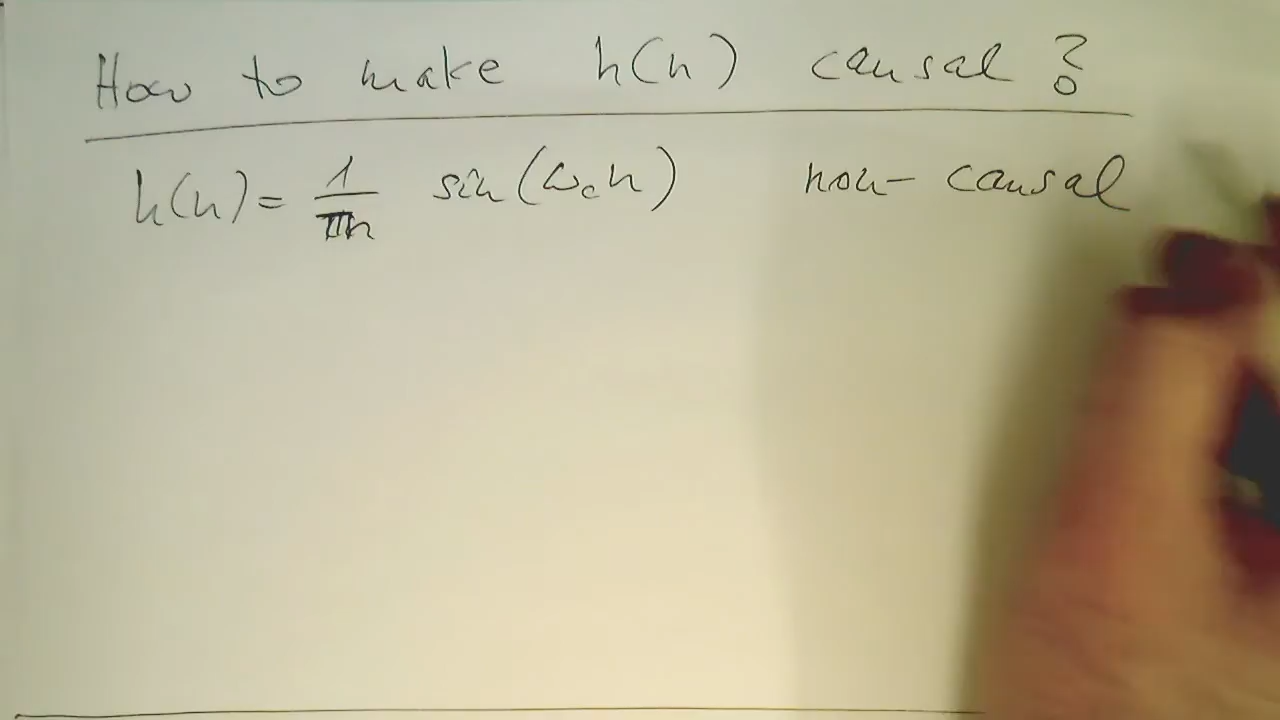 How to make h(n) causal ?
h(n) = 1/πn sin(ωcn) non-causal